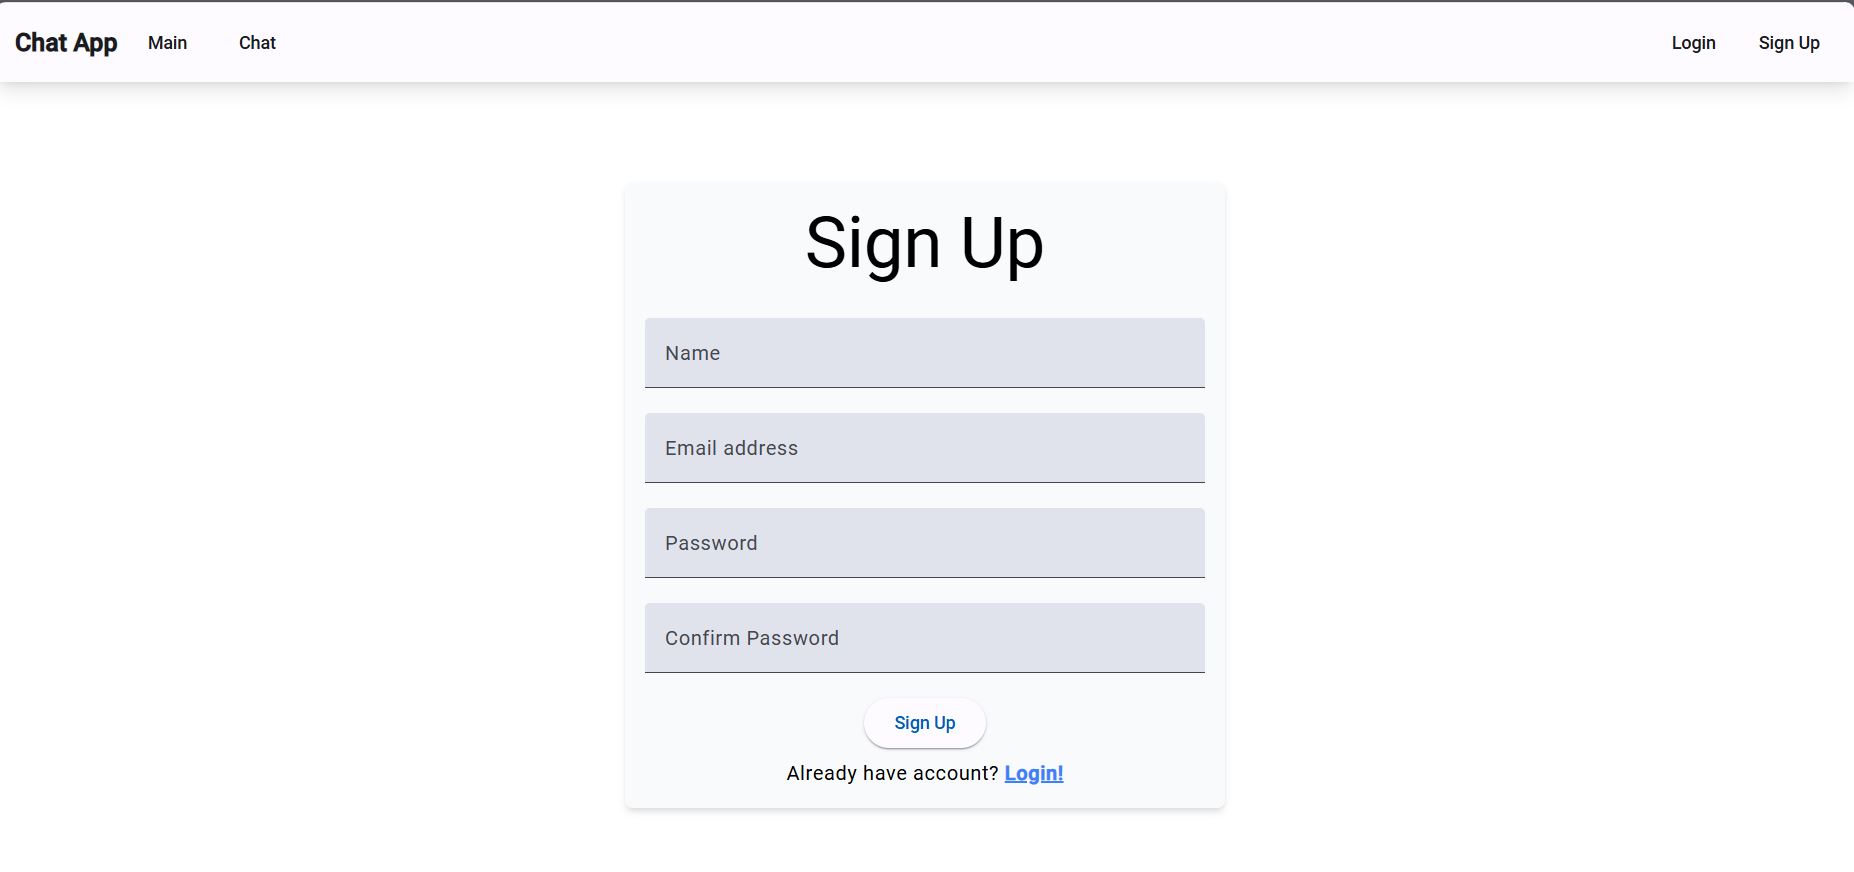 Chat App Main Chat Login Sign Up
Sign Up
Name
Email address
Password
Confirm Password
Sign Up
Already have account? Login!